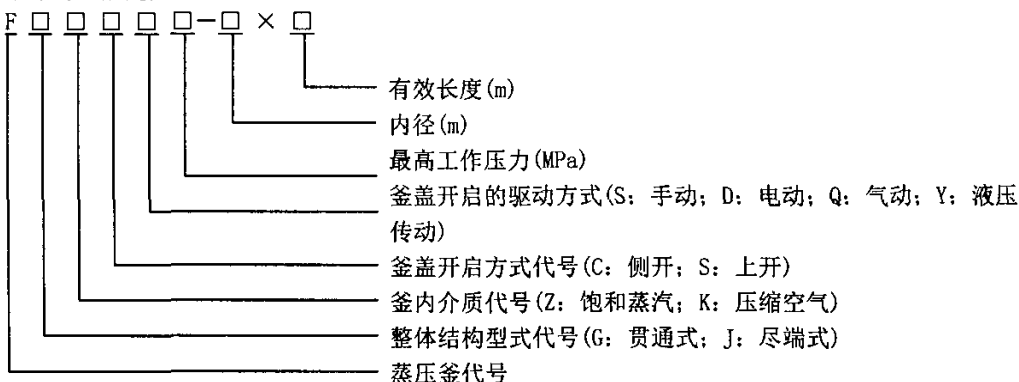 F□□□□□-□×□
有效长度(m)
内径(m)
最高工作压力(MPa)
釜盖开启的驱动方式(S: 手动; D: 电动; Q: 气动; Y: 液压
传动)
釜盖开启方式代号(C: 侧开; S: 上开)
釜内介质代号(Z: 饱和蒸汽; K: 压缩空气)
整体结构型式代号(G: 贯通式; J: 尽端式)
蒸压釜代号